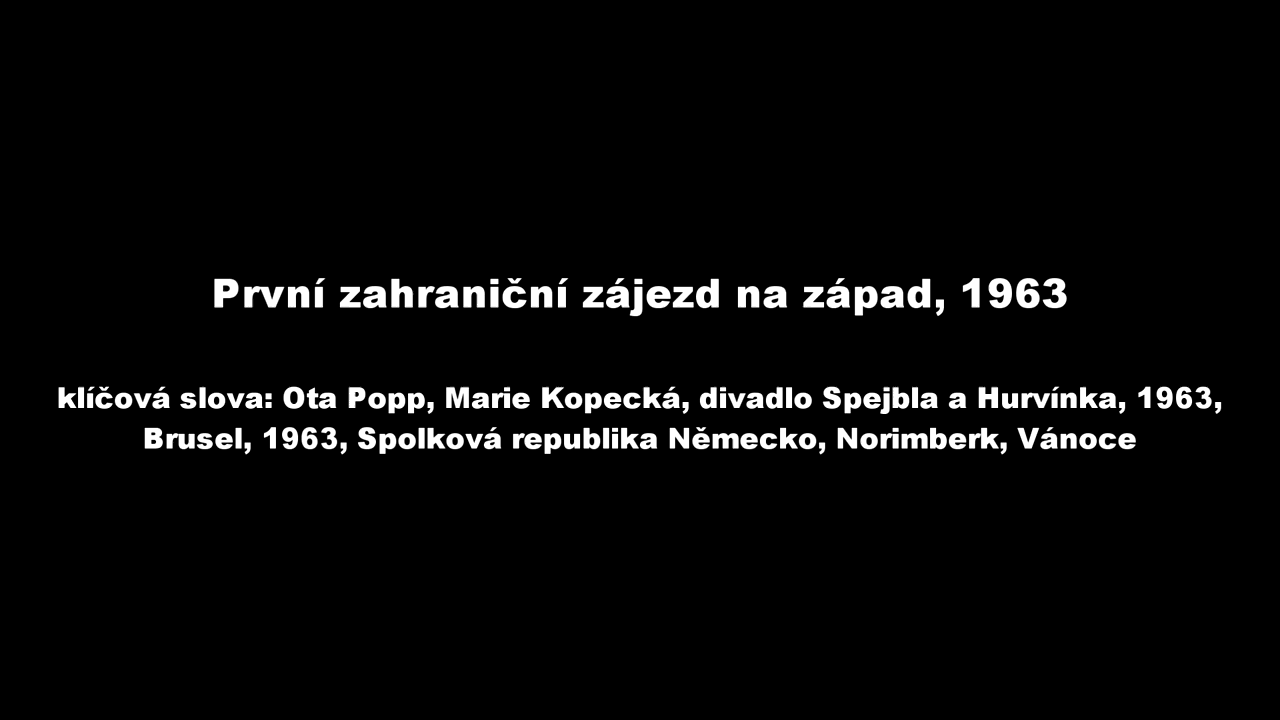 První zahraniční zájezd na západ, 1963
klíčová slova: Ota Popp, Marie Kopecká, divadlo Spejbla a Hurvínka, 1963,
Brusel, 1963, Spolková republika Německo, Norimberk, Vánoce